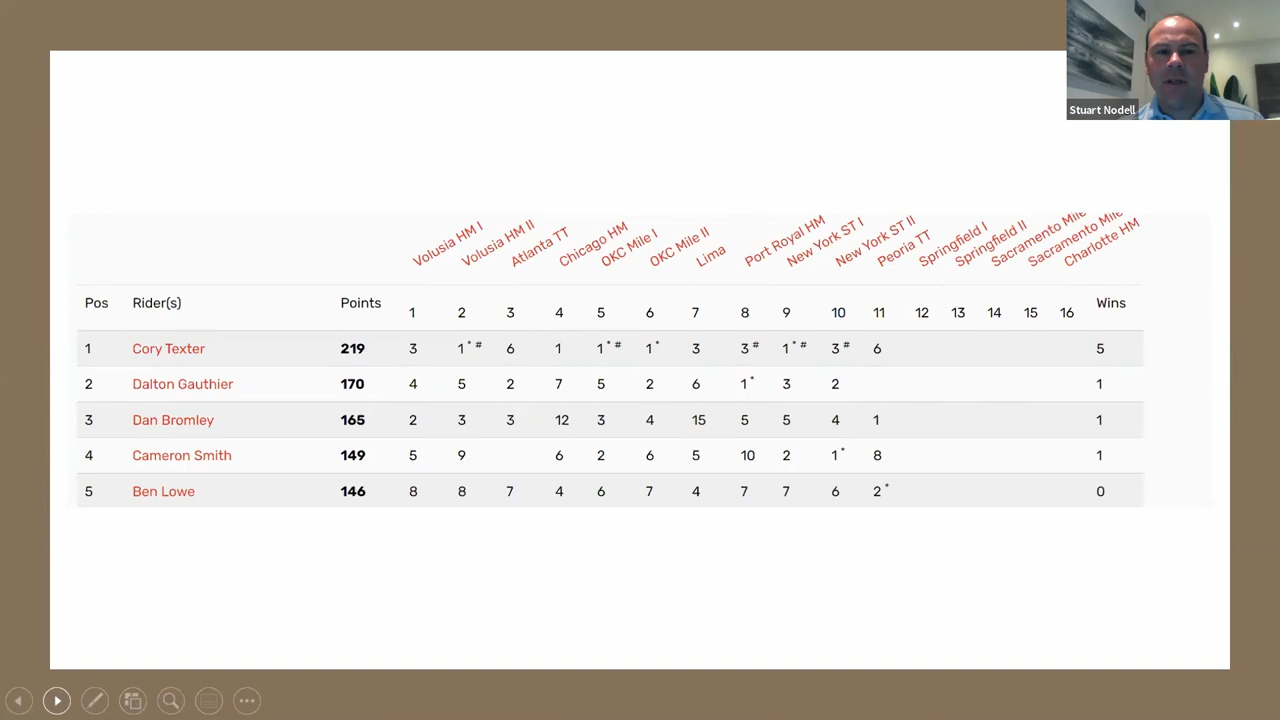 Stuart Nodell
Volusia HM I
Volusia HM II
Atlanta TT
Chicago HM
OKC Mile I
OKC Mile II
Lima
Port Royal HM
New York ST I
New York ST II
Peoria TT
Springfield I
Springfield II
Sacramento Mile
Sacramento Mile
Charlotte HM
Pos Rider(s) Points 1 2 3 4 5 6 7 8 9 10 11 12 13 14 15 16 Wins
1 Cory Texter 219 3 1*# 6 1 1*# 1* 3 3# 1*# 3# 6 5
2 Dalton Gauthier 170 4 5 2 7 5 2 6 1* 3 2 1
3 Dan Bromley 165 2 3 3 12 3 4 15 5 5 4 1 1
4 Cameron Smith 149 5 9 6 2 6 5 10 2 1* 8 1
5 Ben Lowe 146 8 8 7 4 6 7 4 7 7 6 2* 0